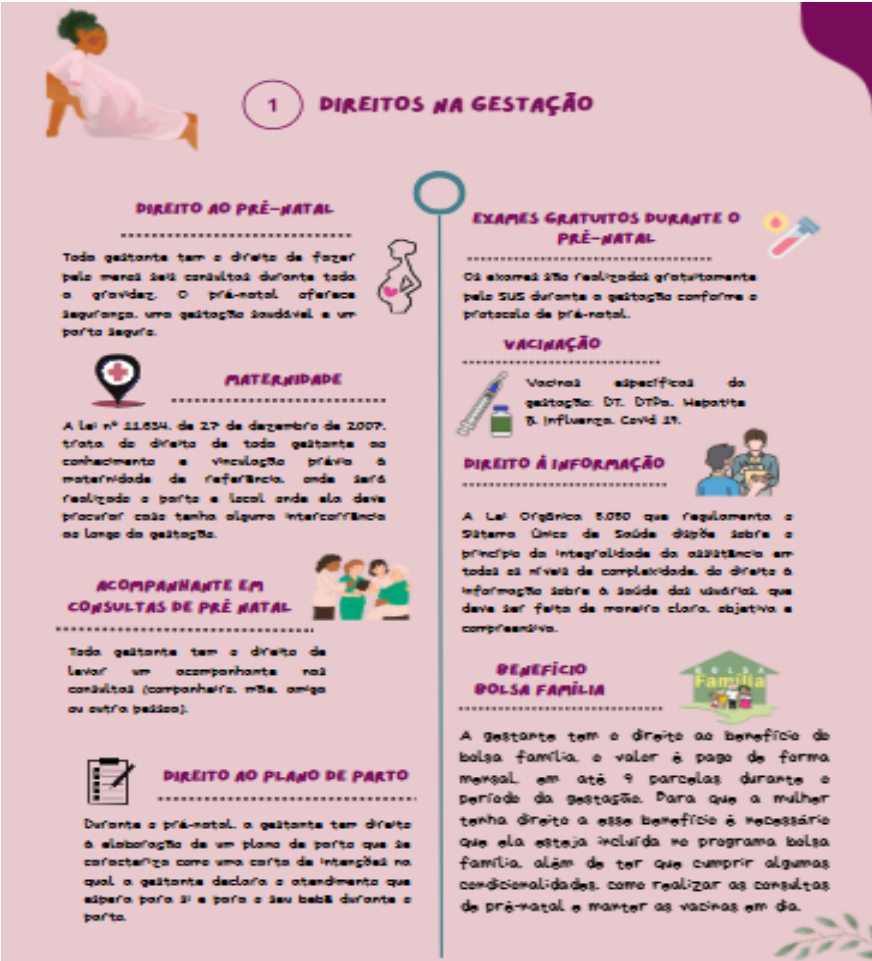 1 DIREITOS NA GESTAÇÃO
DIREITO AO PRÉ-NATAL
Toda gestante tem o direito de fazer
pelo menos seis consultas durante toda
a gravidez. O pré-natal oferece
segurança, uma gestação saudável e um
parto seguro.
MATERNIDADE
A lei nº 11.634, de 27 de dezembro de 2007,
trata do direito de toda gestante ao
conhecimento e vinculação prévia à
maternidade de referência, onde será
realizado o parto e local onde ela deve
procurar caso tenha alguma intercorrência
ao longo da gestação.
ACOMPANHANTE EM
CONSULTAS DE PRÉ NATAL
Toda gestante tem o direito de
levar um acompanhante nas
consultas (companheiro, mãe, amiga
ou outra pessoa).
DIREITO AO PLANO DE PARTO
Durante o pré-natal, a gestante tem direito
à elaboração de um plano de parto que se
caracteriza como uma carta de intenções na
qual a gestante declara o atendimento que
espera para si e para o seu bebê durante o
parto.
EXAMES GRATUITOS DURANTE O
PRÉ-NATAL
Os exames são realizados gratuitamente
pelo SUS durante a gestação conforme o
protocolo de pré-natal.
VACINAÇÃO
Vacinas específicas da
gestação: DT, DTPa, Hepatite
B, Influenza, Covid 19.
DIREITO À INFORMAÇÃO
A Lei Orgânica 8.080 que regulamenta o
Sistema Único de Saúde dispõe sobre o
princípio da integralidade da assistência em
todos os níveis de complexidade, do direito à
informação sobre à saúde dos usuários, que
deve ser feita de maneira clara, objetiva e
compreensiva.
BENEFÍCIO
BOLSA FAMÍLIA
BOLSA
Família
A gestante tem o direito ao benefício do
bolsa família, o valor é pago de forma
mensal, em até 9 parcelas durante o
período da gestação. Para que a mulher
tenha direito a esse benefício é necessário
que ela esteja incluída no programa bolsa
família, além de ter que cumprir algumas
condicionalidades, como realizar as consultas
de pré-natal e manter as vacinas em dia.